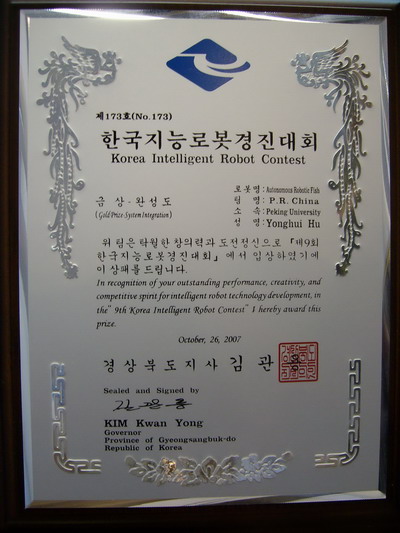 제173호(No. 173)
한국지능로봇경진대회
Korea Intelligent Robot Contest
금 상 - 완성도
(Gold Prize-System Integration)
로봇명 : Autonomous Robotic Fish
팀 명 : P.R. China
소 속 : Peking University
성 명 : Yonghui Hu
위 팀은 탁월한 창의력과 도전정신으로 「제9회
한국지능로봇경진대회」에서 입상하였기에
이 상패를 드립니다.
In recognition of your outstanding performance, creativity, and
competitive spirit for intelligent robot technology development, in
the“ 9th Korea Intelligent Robot Contest” I hereby award this
prize.
October, 26, 2007
경상북도지사 김 관 용
Sealed and Signed by
김관용
KIM Kwan Yong
Governor
Province of Gyeongsangbuk-do
Republic of Korea